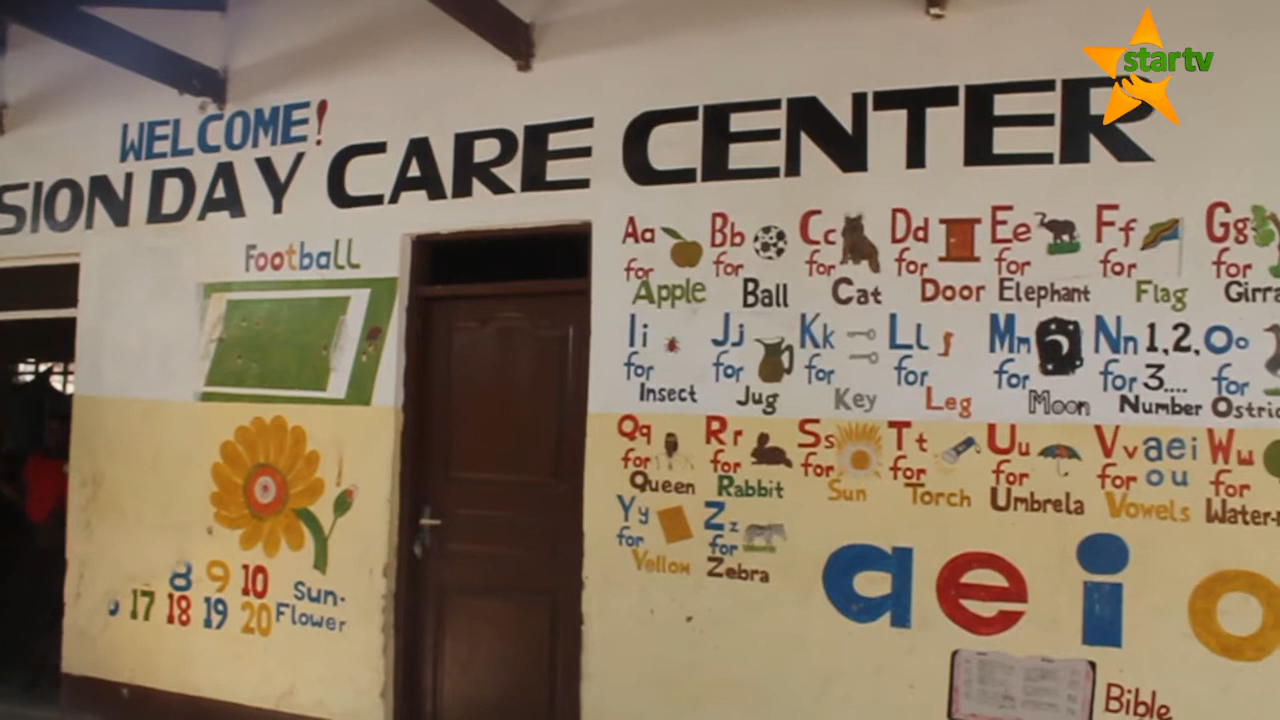 startv
WELCOME!
SION DAY CARE CENTER
Football
Aa for Apple
Bb for Ball
Cc for Cat
Dd for Door
Ee for Elephant
Ff for Flag
Gg for
Ii for Insect
Jj for Jug
Kk for Key
Ll for Leg
Mm for Moon
Nn for 1,2, 3.... Number
Oo for
Qq for Queen
Rr for Rabbit
Ss for Sun
Tt for Torch
Uu for Umbrela
Vv for aei ou Vowels
Ww for Water-
Yy for Yellow
Zz for Zebra
8 9 10
17 18 19 20
Sun-
Flower
a e i o
Bible